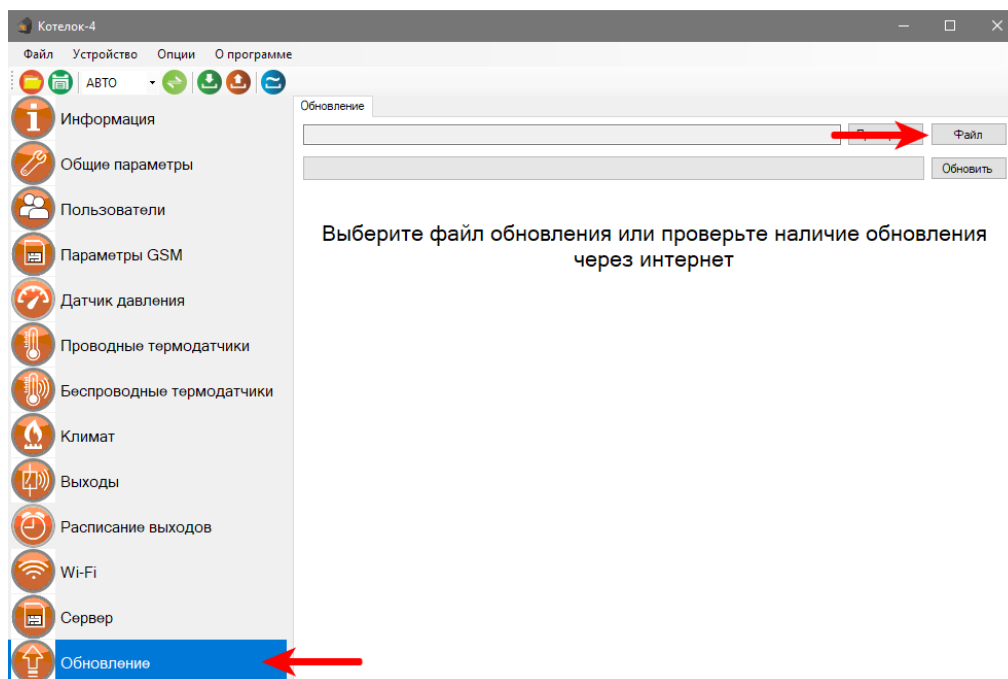 Котелок-4
Файл Устройство Опции О программе
АВТО
Обновление
Информация
Файл
Общие параметры
Обновить
Пользователи
Выберите файл обновления или проверьте наличие обновления
через интернет
Параметры GSM
Датчик давления
Проводные термодатчики
Беспроводные термодатчики
Климат
Выходы
Расписание выходов
Wi-Fi
Сервер
Обновление